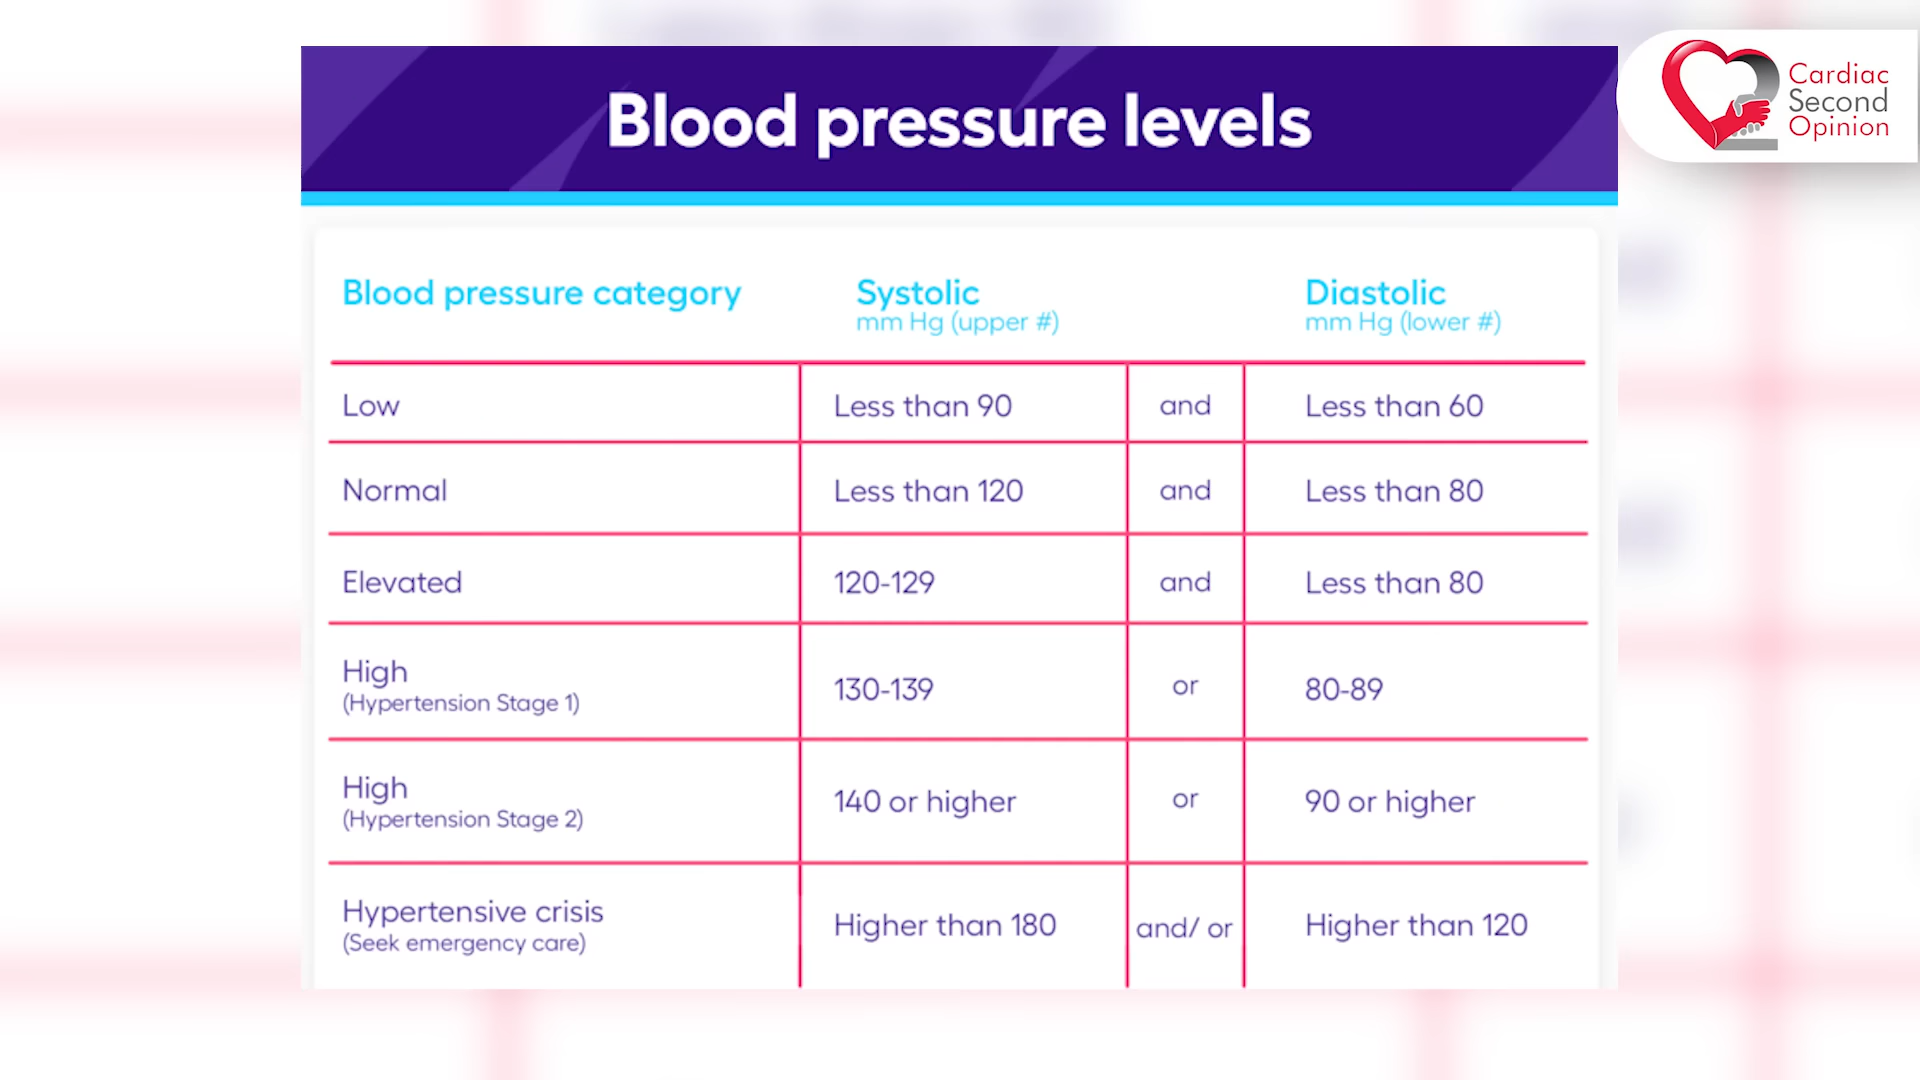 Blood pressure levels
Cardiac
Second
Opinion
Blood pressure category Systolic Diastolic
mm Hg (upper #) mm Hg (lower #)
Low Less than 90 and Less than 60
Normal Less than 120 and Less than 80
Elevated 120-129 and Less than 80
High
(Hypertension Stage 1) 130-139 or 80-89
High
(Hypertension Stage 2) 140 or higher or 90 or higher
Hypertensive crisis
(Seek emergency care) Higher than 180 and/ or Higher than 120